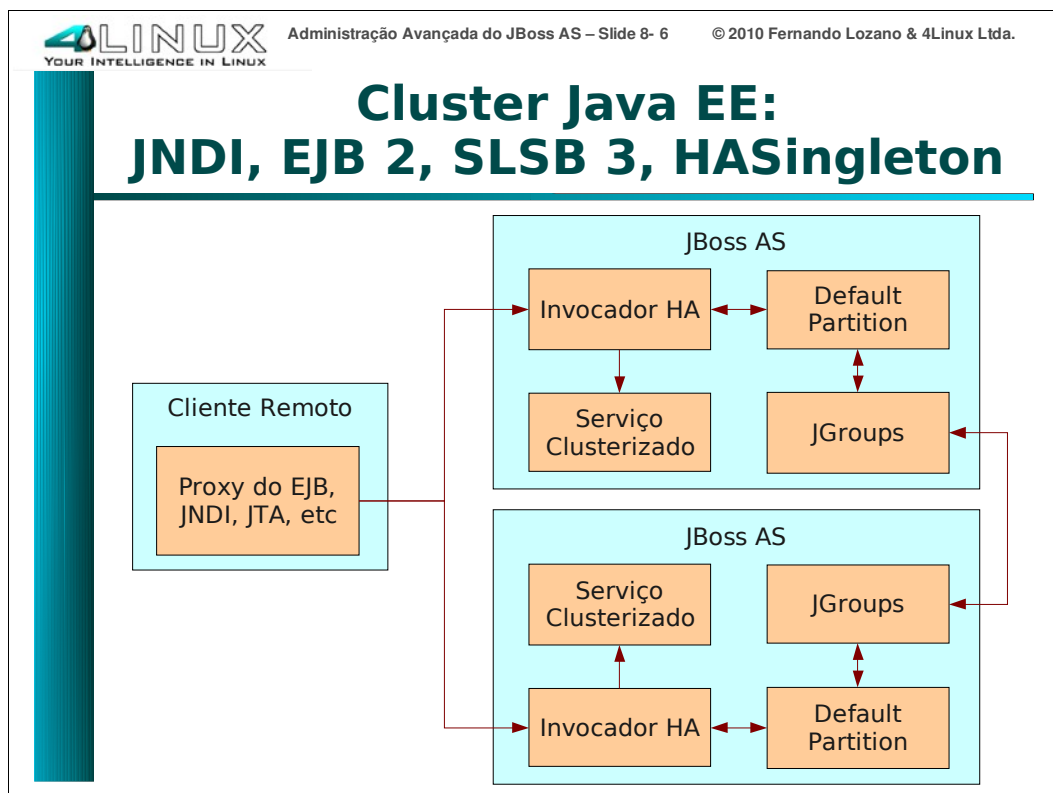 4LINUX
YOUR INTELLIGENCE IN LINUX
Administração Avançada do JBoss AS – Slide 8- 6
© 2010 Fernando Lozano & 4Linux Ltda.
Cluster Java EE:
JNDI, EJB 2, SLSB 3, HASingleton
JBoss AS
Invocador HA
Default
Partition
Serviço
Clusterizado
JGroups
Cliente Remoto
Proxy do EJB,
JNDI, JTA, etc
JBoss AS
Serviço
Clusterizado
JGroups
Invocador HA
Default
Partition